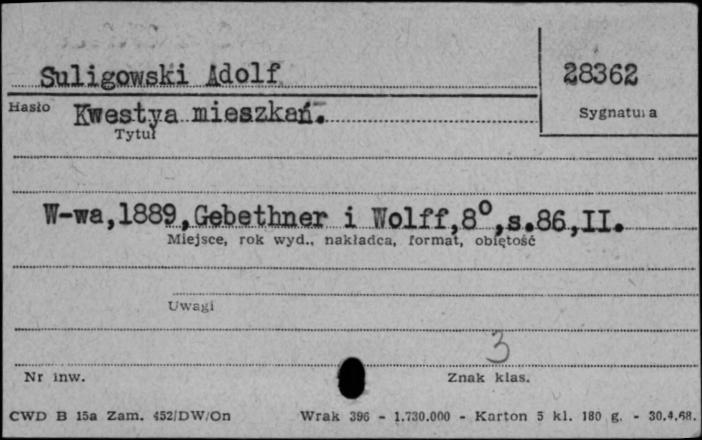 Suligowski Adolf
28362
Hasło
Kwestya mieszkań.
Sygnatura
Tytuł
W-wa,1889,Gebethner i Wolff,8°,s.86,II.
Miejsce, rok wyd., nakładca, format, objętość
Uwagi
3
Nr inw.
Znak klas.
CWD B 15a Zam. 452/DW/On
Wrak 396 - 1.730.000 - Karton 5 kl. 180 g. - 30.4.68.